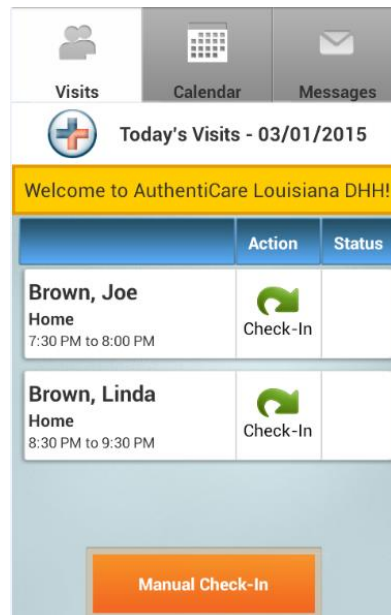 Visits Calendar Messages
Today's Visits - 03/01/2015
Welcome to AuthentiCare Louisiana DHH!
Action Status
Brown, Joe
Home
7:30 PM to 8:00 PM
Check-In
Brown, Linda
Home
8:30 PM to 9:30 PM
Check-In
Manual Check-In